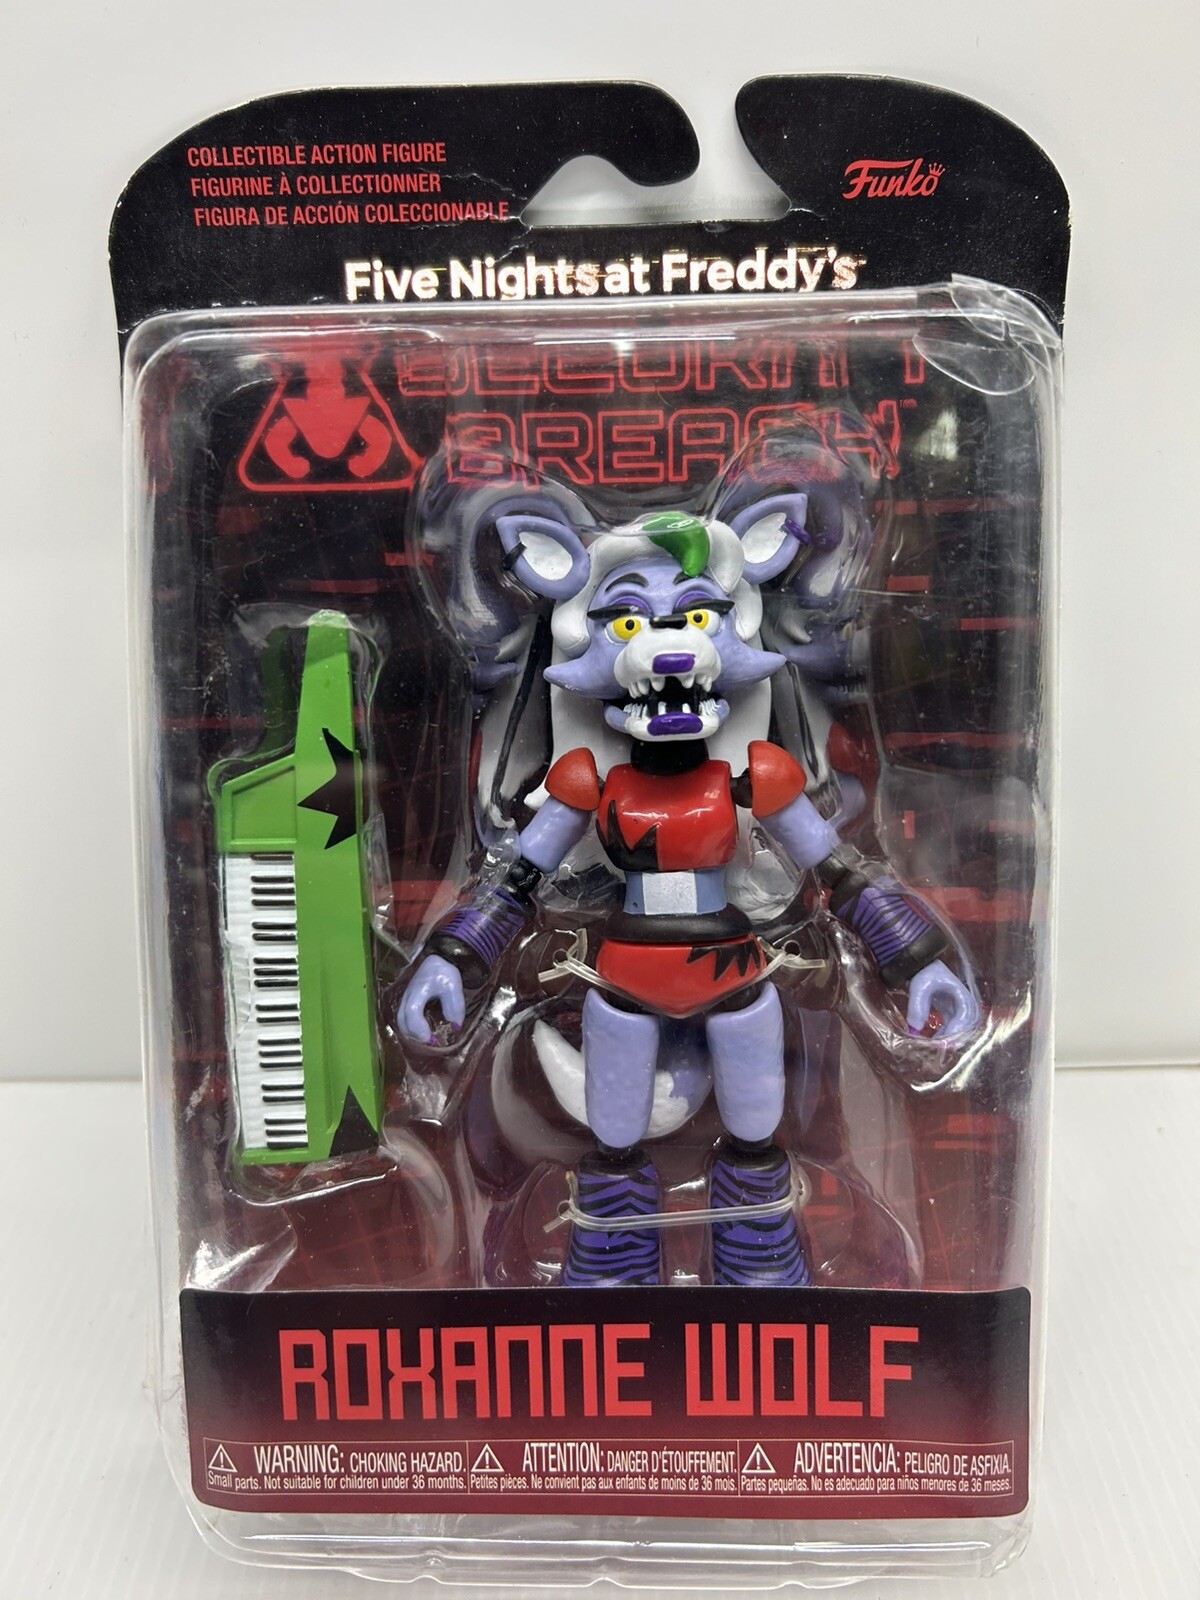 COLLECTIBLE ACTION FIGURE
FIGURINE À COLLECTIONNER
FIGURA DE ACCIÓN COLECCIONABLE
Funko
Five Nights at Freddy's
SECURITY
BREACH™
ROXANNE WOLF
WARNING: CHOKING HAZARD.
Small parts. Not suitable for children under 36 months.
ATTENTION: DANGER D'ÉTOUFFEMENT.
Petites pièces. Ne convient pas aux enfants de moins de 36 mois.
ADVERTENCIA: PELIGRO DE ASFIXIA.
Partes pequeñas. No es adecuado para niños menores de 36 meses.